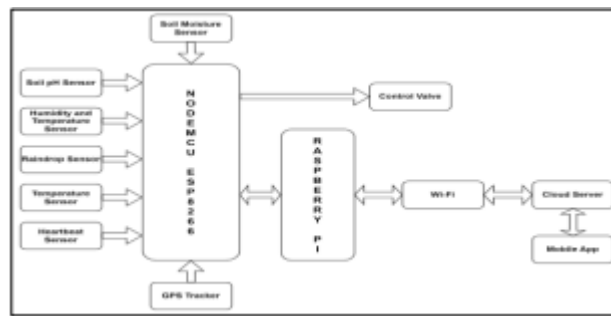 Soil Moisture
Sensor
Soil pH Sensor
Humidity and
Temperature
Sensor
Raindrop Sensor
Temperature
Sensor
Heartbeat
Sensor
NODEMCU ESP8266
GPS Tracker
Control Valve
RASPBERRY PI
Wi-Fi
Cloud Server
Mobile App